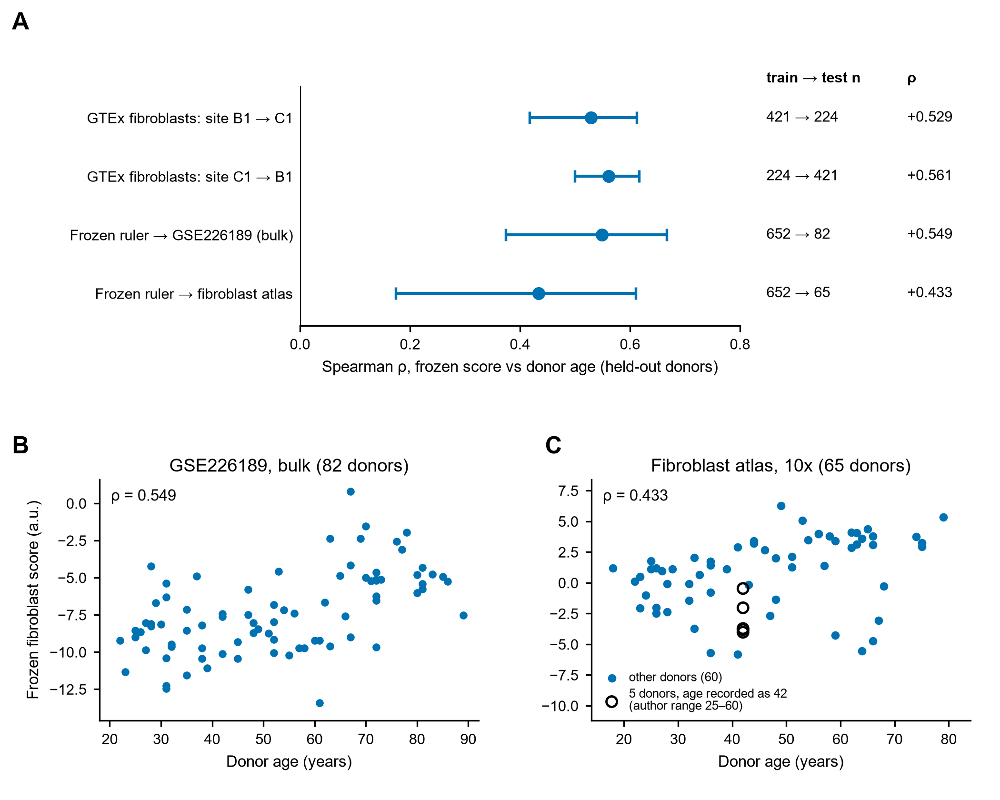 A
train → test n ρ
GTEx fibroblasts: site B1 → C1 421 → 224 +0.529
GTEx fibroblasts: site C1 → B1 224 → 421 +0.561
Frozen ruler → GSE226189 (bulk) 652 → 82 +0.549
Frozen ruler → fibroblast atlas 652 → 65 +0.433
0.0 0.2 0.4 0.6 0.8
Spearman ρ, frozen score vs donor age (held-out donors)
B
GSE226189, bulk (82 donors)
ρ = 0.549
Frozen fibroblast score (a.u.)
0.0
−2.5
−5.0
−7.5
−10.0
−12.5
20 30 40 50 60 70 80 90
Donor age (years)
C
Fibroblast atlas, 10x (65 donors)
ρ = 0.433
7.5
5.0
2.5
0.0
−2.5
−5.0
−7.5
−10.0
other donors (60)
5 donors, age recorded as 42
(author range 25–60)
20 30 40 50 60 70 80
Donor age (years)